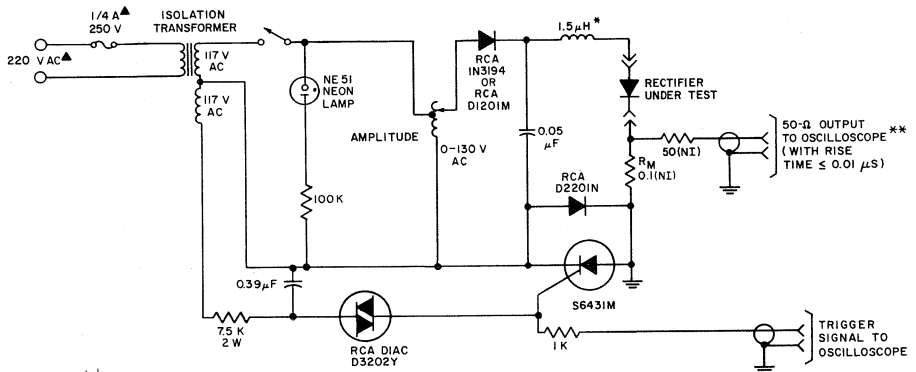 1/4 A▲
250 V
ISOLATION
TRANSFORMER
220 V AC▲
117 V
AC
117 V
AC
NE 51
NEON
LAMP
100K
AMPLITUDE
0-130 V
AC
RCA
1N3194
OR
RCA
D1201M
1.5μH*
0.05
μF
RCA
D2201N
RECTIFIER
UNDER TEST
50(NI)
RM
0.1(NI)
50-Ω OUTPUT
TO OSCILLOSCOPE**
(WITH RISE
TIME ≤ 0.01 μS)
0.39μF
7.5 K
2 W
RCA DIAC
D3202Y
S6431M
1K
TRIGGER
SIGNAL TO
OSCILLOSCOPE